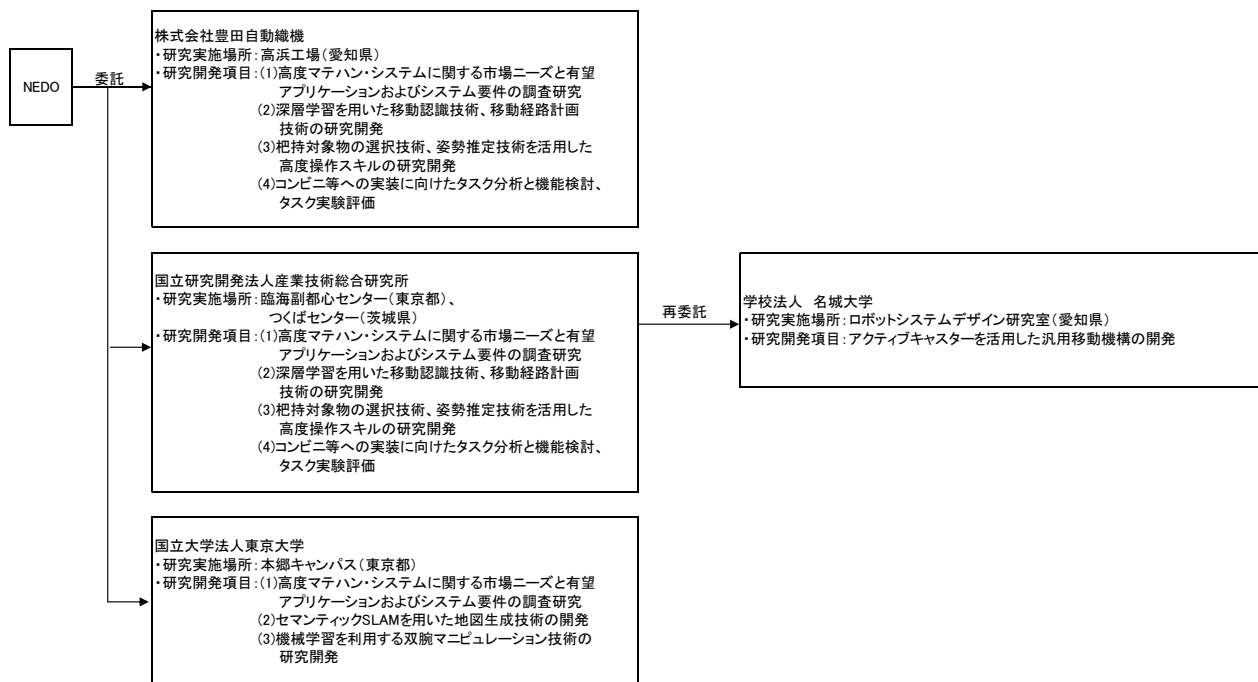 NEDO
委託
株式会社豊田自動織機
・研究実施場所：高浜工場（愛知県）
・研究開発項目：(1)高度マテハン・システムに関する市場ニーズと有望
アプリケーションおよびシステム要件の調査研究
(2)深層学習を用いた移動認識技術、移動経路計画
技術の研究開発
(3)把持対象物の選択技術、姿勢推定技術を活用した
高度操作スキルの研究開発
(4)コンビニ等への実装に向けたタスク分析と機能検討、
タスク実験評価
国立研究開発法人産業技術総合研究所
・研究実施場所：臨海副都心センター（東京都）、
つくばセンター（茨城県）
・研究開発項目：(1)高度マテハン・システムに関する市場ニーズと有望
アプリケーションおよびシステム要件の調査研究
(2)深層学習を用いた移動認識技術、移動経路計画
技術の研究開発
(3)杷持対象物の選択技術、姿勢推定技術を活用した
高度操作スキルの研究開発
(4)コンビニ等への実装に向けたタスク分析と機能検討、
タスク実験評価
再委託
学校法人　名城大学
・研究実施場所：ロボットシステムデザイン研究室（愛知県）
・研究開発項目：アクティブキャスターを活用した汎用移動機構の開発
国立大学法人東京大学
・研究実施場所：本郷キャンパス（東京都）
・研究開発項目：(1)高度マテハン・システムに関する市場ニーズと有望
アプリケーションおよびシステム要件の調査研究
(2)セマンティックSLAMを用いた地図生成技術の開発
(3)機械学習を利用する双腕マニピュレーション技術の
研究開発